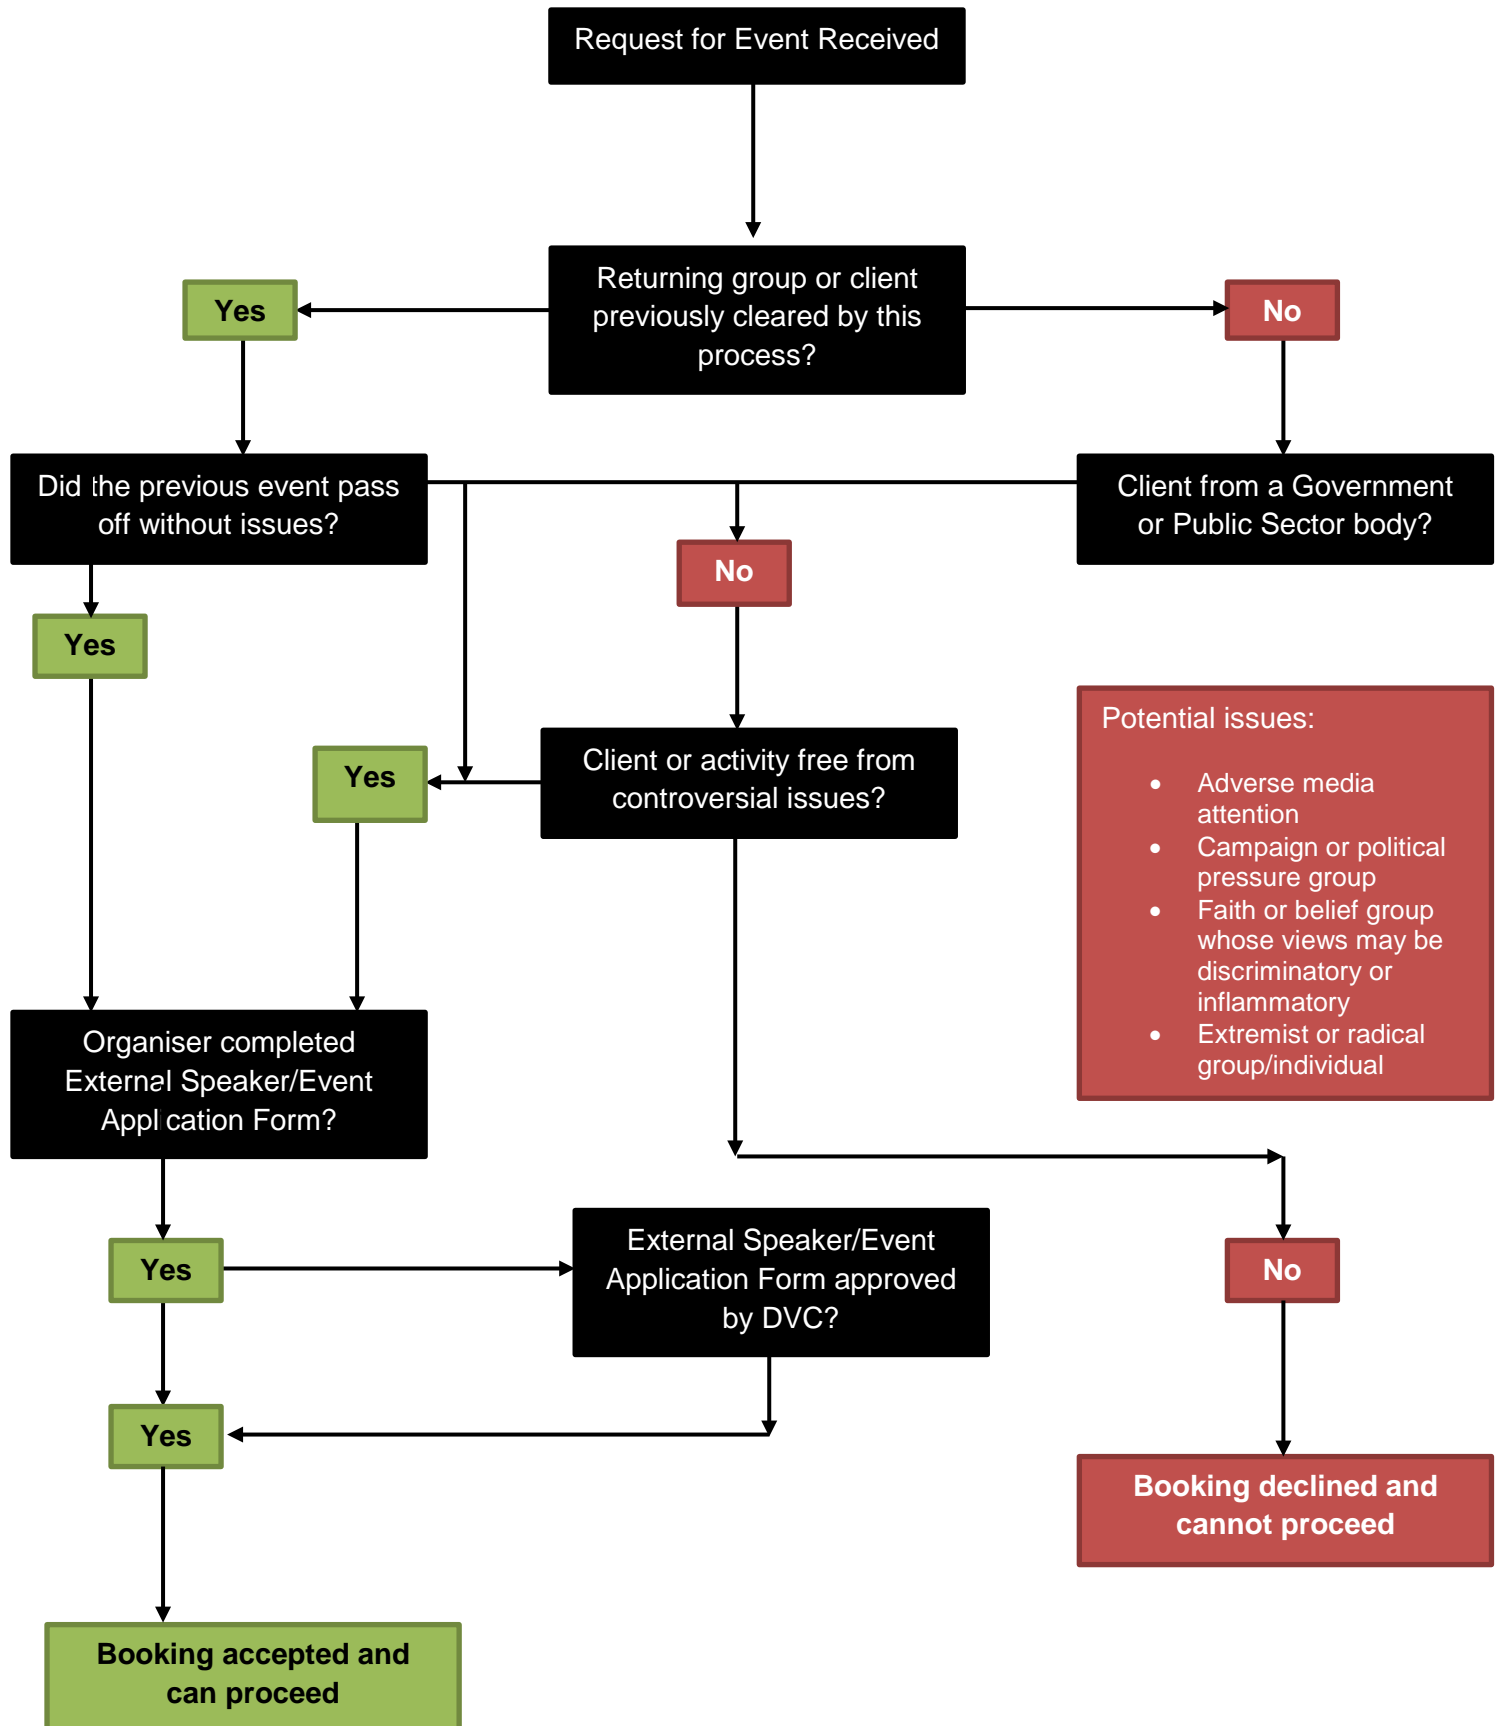 Request for Event Received
Returning group or client
previously cleared by this
process?
Yes
No
Did the previous event pass
off without issues?
Client from a Government
or Public Sector body?
No
Yes
Potential issues:
• Adverse media
attention
• Campaign or political
pressure group
• Faith or belief group
whose views may be
discriminatory or
inflammatory
• Extremist or radical
group/individual
Client or activity free from
controversial issues?
Yes
Organiser completed
External Speaker/Event
Application Form?
Yes
External Speaker/Event
Application Form approved
by DVC?
No
Yes
Booking declined and
cannot proceed
Booking accepted and
can proceed